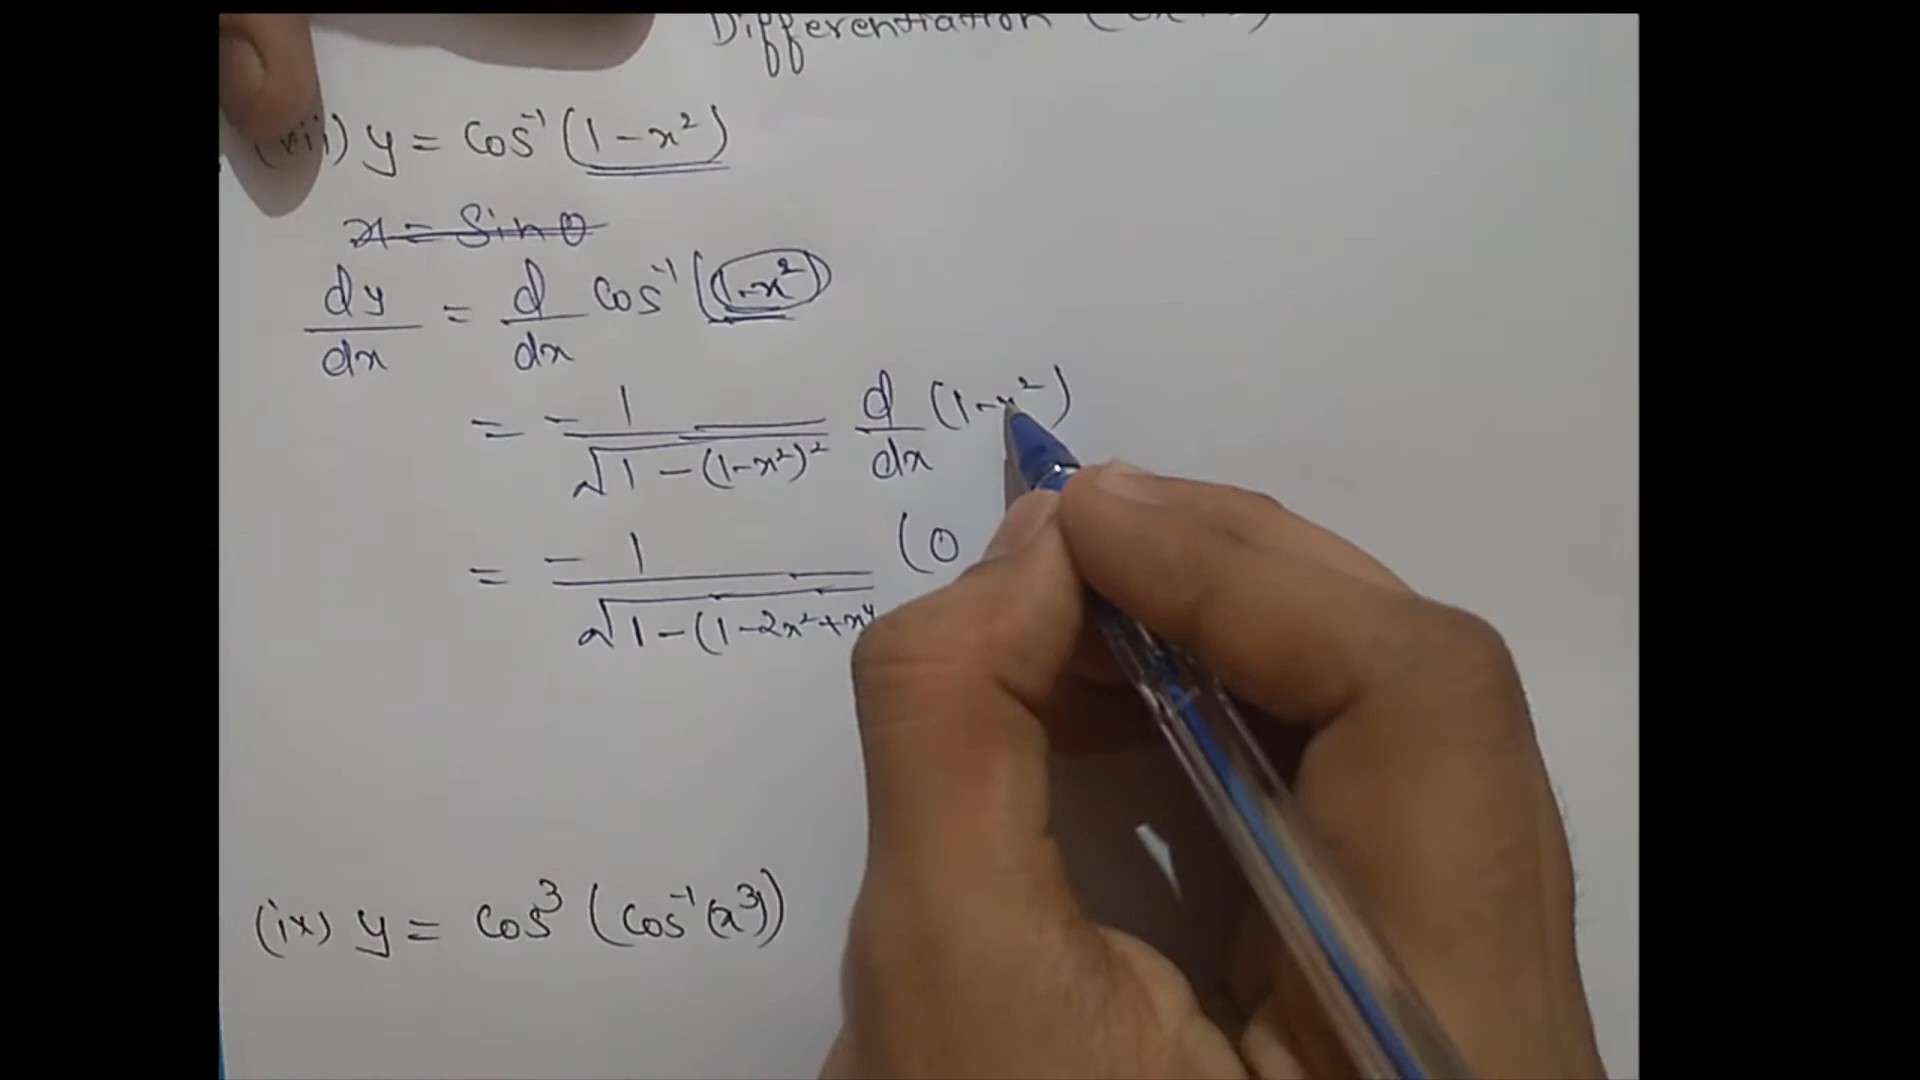 Differentiation (
(vii) y = Cos⁻¹ (1 - x²)
x = Sin θ
dy/dx = d/dx Cos⁻¹ (1-x²)
= - 1/√1 - (1-x²)² d/dx (1-x²)
= - 1/√1 - (1-2x²+x⁴ (0
(ix) y = Cos³ (Cos⁻¹ (x³))